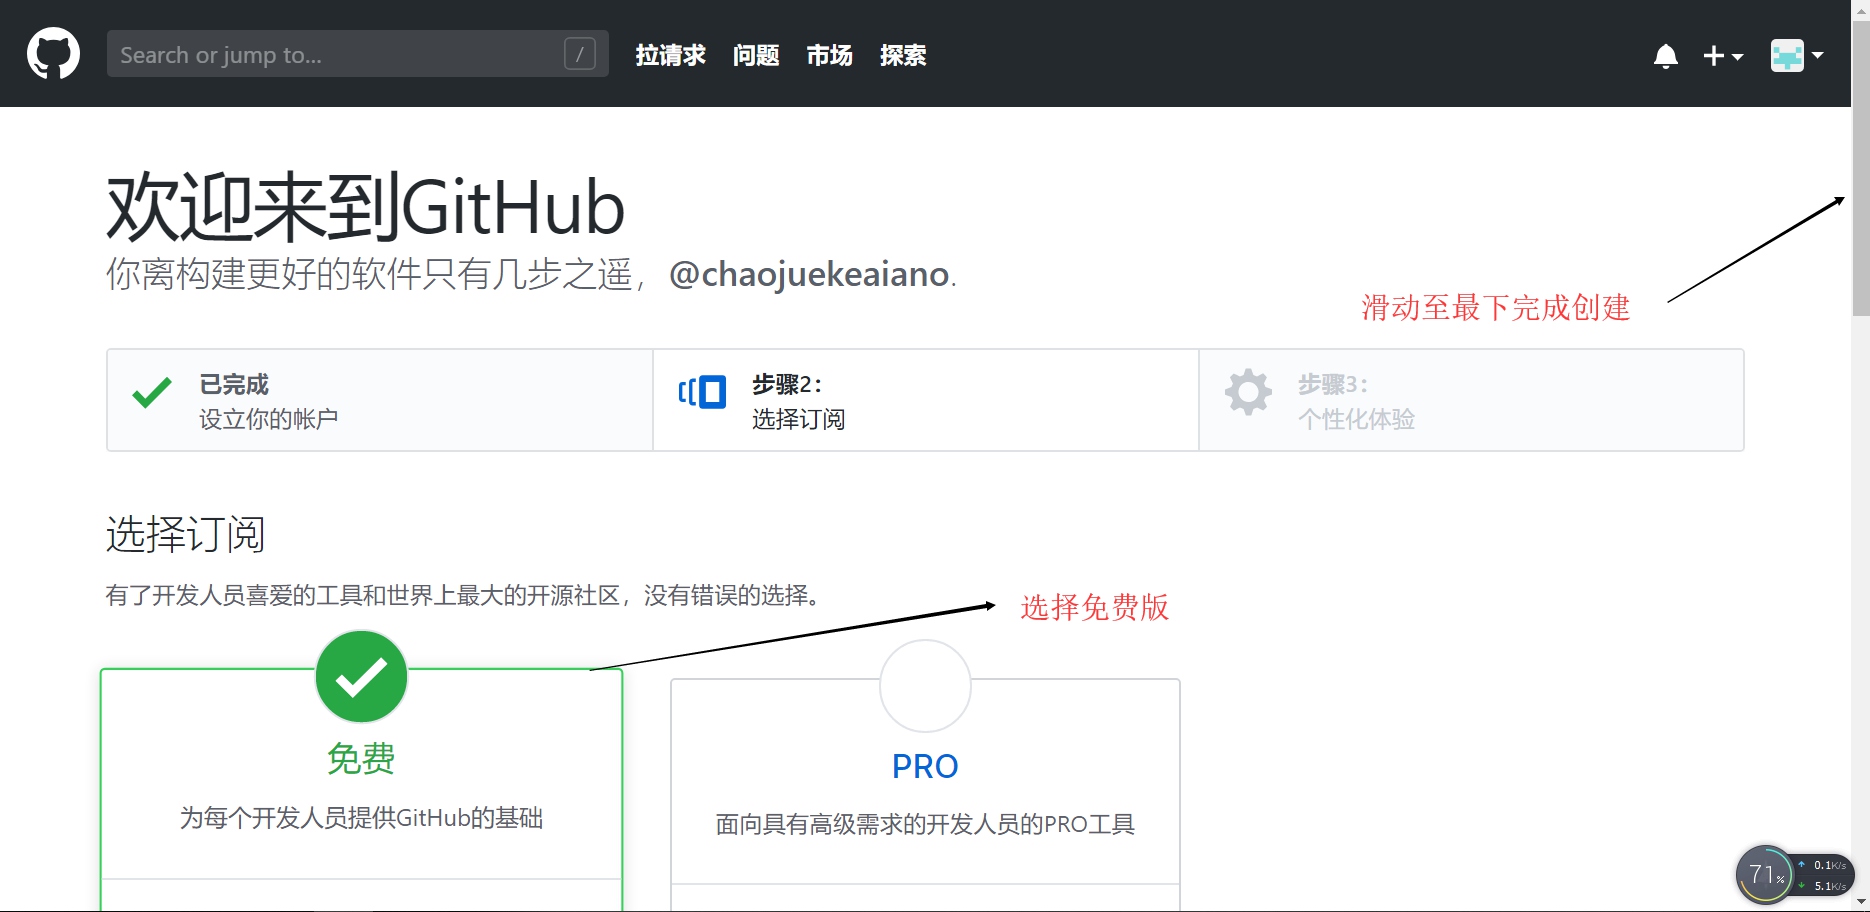 Search or jump to...
/
拉请求 问题 市场 探索
欢迎来到GitHub
你离构建更好的软件只有几步之遥，@chaojuekeaiano.
滑动至最下完成创建
已完成
设立你的帐户
步骤2：
选择订阅
步骤3：
个性化体验
选择订阅
有了开发人员喜爱的工具和世界上最大的开源社区，没有错误的选择。
选择免费版
免费
为每个开发人员提供GitHub的基础
PRO
面向具有高级需求的开发人员的PRO工具
71%
0.1K/s
5.1K/s